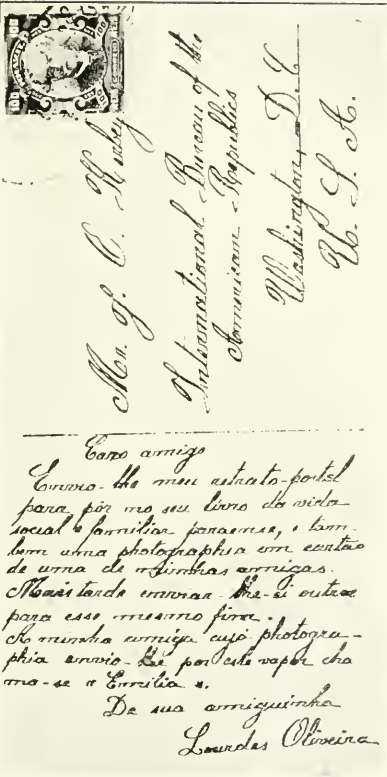 Mr. J. C. Kerbey
International Bureau of the
American Republics
Washington, D. C.
U. S. A.
Caro amigo
Envio-lhe meu retrato-postal
para pôr no seu livro da vida
social e familiar paraense, e tam-
bem uma photographia em cartão
de uma de minhas amigas.
Mais tarde enviar-lhe-ei outras
para esse mesmo fim.
A minha amiga cujo photogra-
phia envio-lhe por este vapor cha
ma-se « Emilia ».
De sua amiguinha
Lourdes Oliveira